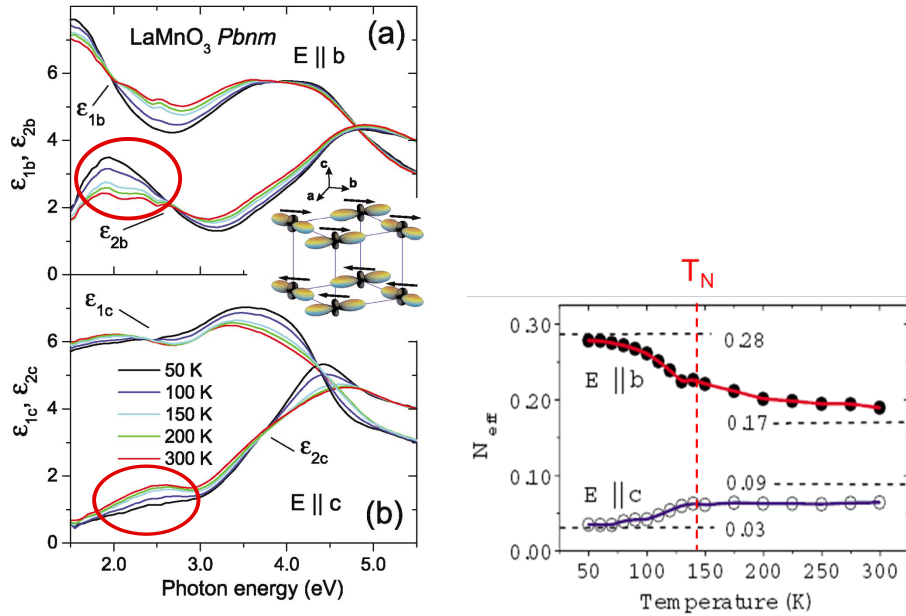 LaMnO3 Pbnm
(a)
E || b
ε1b
ε1b, ε2b
6
4
2
0
ε2b
c
b
a
ε1c
ε1c, ε2c
6
4
2
0
50 K
100 K
150 K
200 K
300 K
ε2c
E || c
(b)
2.0 3.0 4.0 5.0
Photon energy (eV)
TN
0.30
0.28
E ||b
0.20
0.17
Neff
0.10
0.09
E ||c
0.03
0.00
50 100 150 200 250 300
Temperature (K)